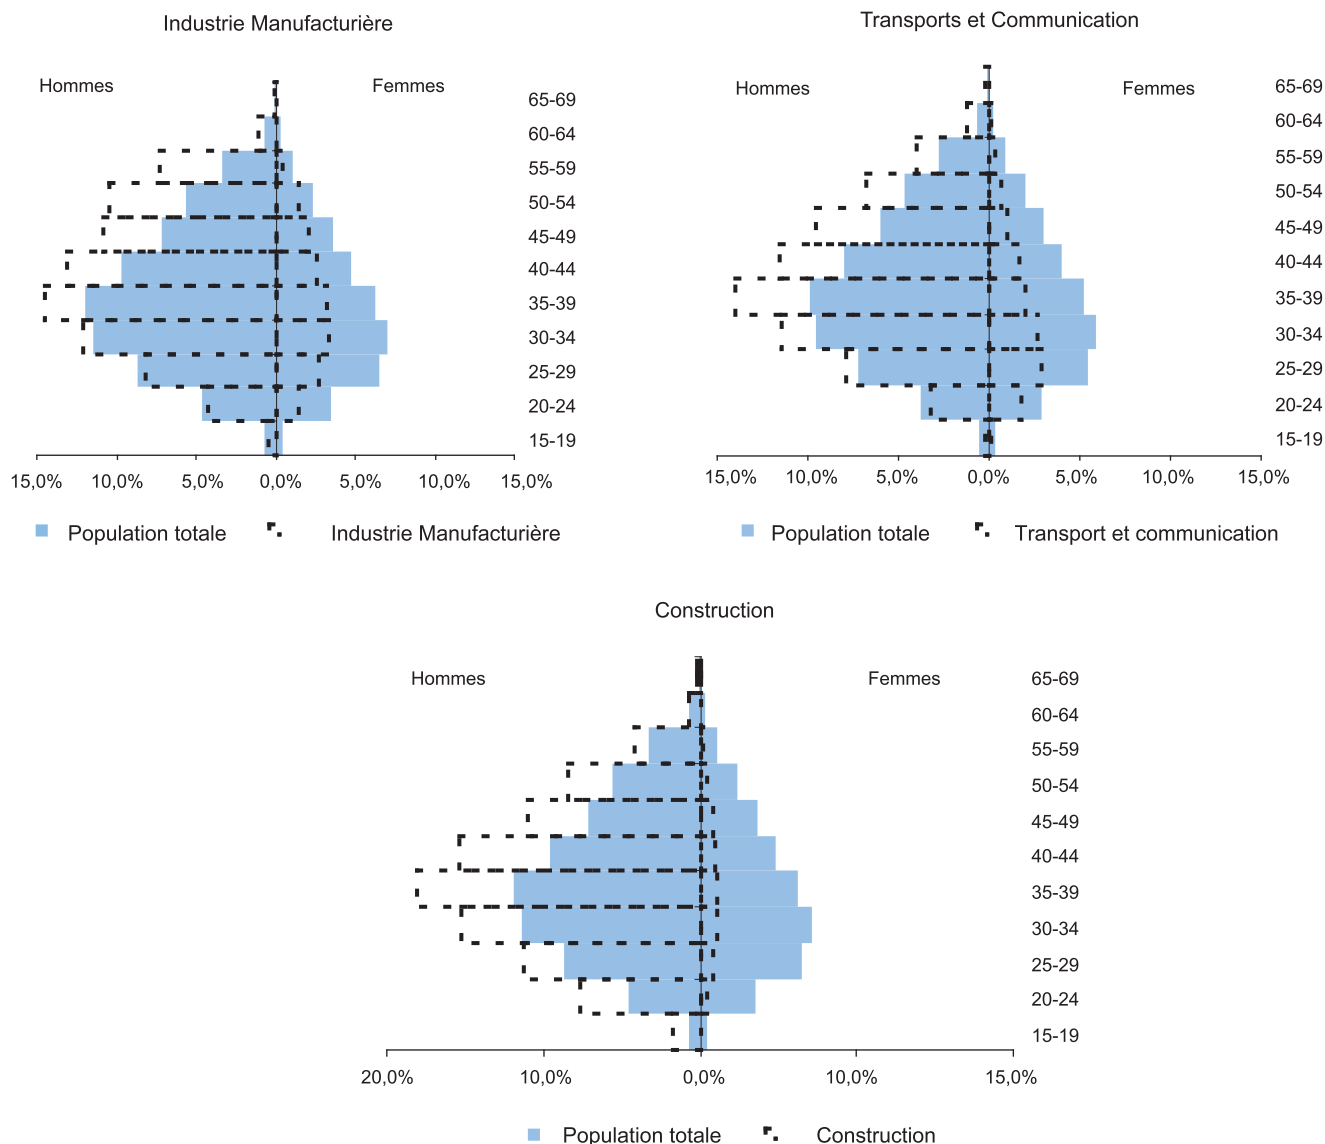 Industrie Manufacturière
Hommes
Femmes
65-69
60-64
55-59
50-54
45-49
40-44
35-39
30-34
25-29
20-24
15-19
15,0% 10,0% 5,0% 0,0% 5,0% 10,0% 15,0%
Population totale Industrie Manufacturière
Transports et Communication
Hommes
Femmes
65-69
60-64
55-59
50-54
45-49
40-44
35-39
30-34
25-29
20-24
15-19
15,0% 10,0% 5,0% 0,0% 5,0% 10,0% 15,0%
Population totale Transport et communication
Construction
Hommes
Femmes
65-69
60-64
55-59
50-54
45-49
40-44
35-39
30-34
25-29
20-24
15-19
20,0% 10,0% 0,0% 10,0% 15,0%
Population totale Construction